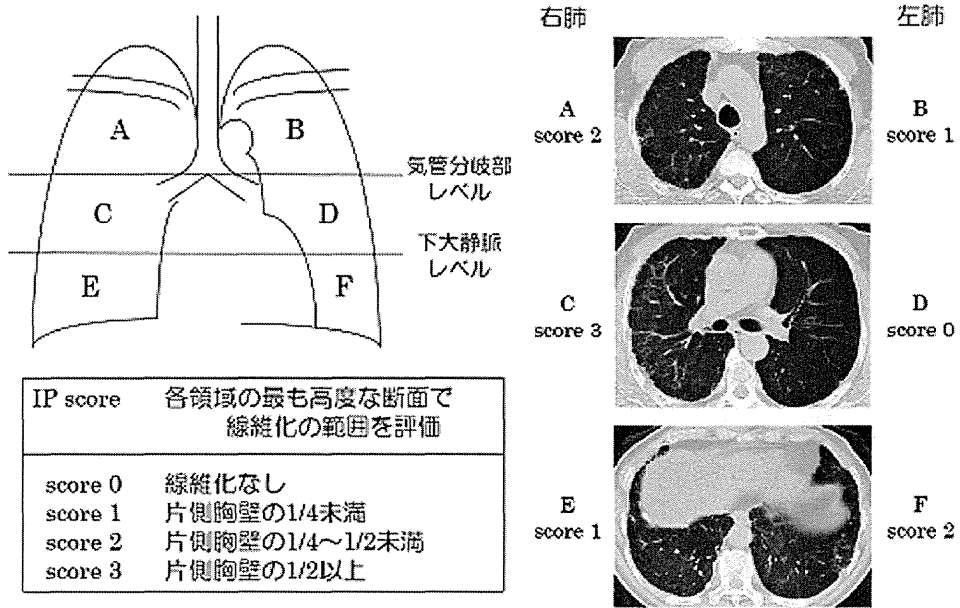 A
B
気管分岐部
レベル
C
D
下大静脈
レベル
E
F
IP score 各領域の最も高度な断面で
線維化の範囲を評価
score 0 線維化なし
score 1 片側胸壁の1/4未満
score 2 片側胸壁の1/4～1/2未満
score 3 片側胸壁の1/2以上
右肺
左肺
A
score 2
B
score 1
C
score 3
D
score 0
E
score 1
F
score 2